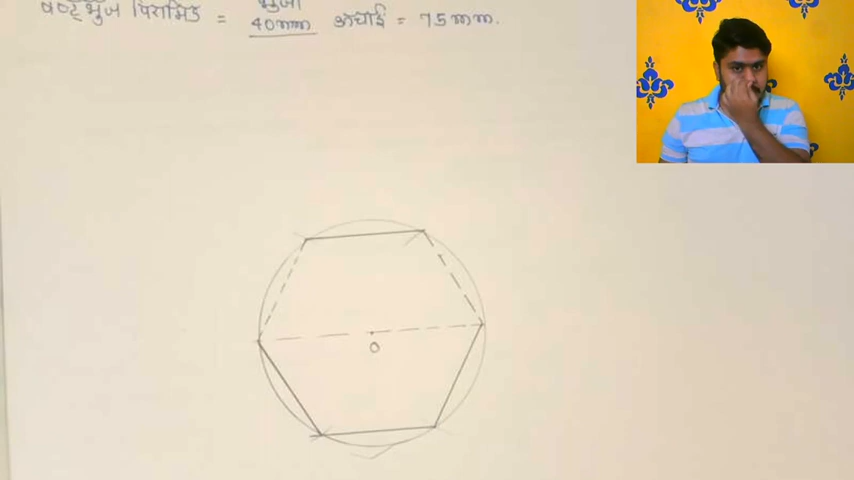 षट्भुज पिरामिड = भुजा 40mm ऊंचाई = 75mm.
O